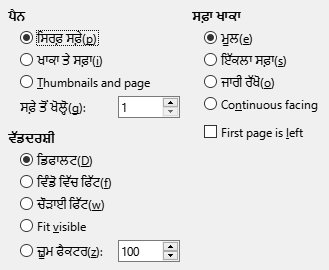 ਪੈਨ
ਸਿਰਫ਼ ਸਫ਼ੇ(p)
ਖਾਕਾ ਤੇ ਸਫ਼ਾ(i)
Thumbnails and page
ਸਫ਼ੇ ਤੋਂ ਖੋਲ੍ਹੋ(g): 1
ਵੱਡਦਰਸ਼ੀ
ਡਿਫਾਲਟ(D)
ਵਿੰਡੋ ਵਿੱਚ ਫਿੱਟ(f)
ਚੌੜਾਈ ਫਿੱਟ(w)
Fit visible
ਜ਼ੂਮ ਫੈਕਟਰ(z): 100
ਸਫ਼ਾ ਖਾਕਾ
ਮੂਲ(e)
ਇੱਕਲਾ ਸਫ਼ਾ(s)
ਜਾਰੀ ਰੱਖੋ(o)
Continuous facing
First page is left